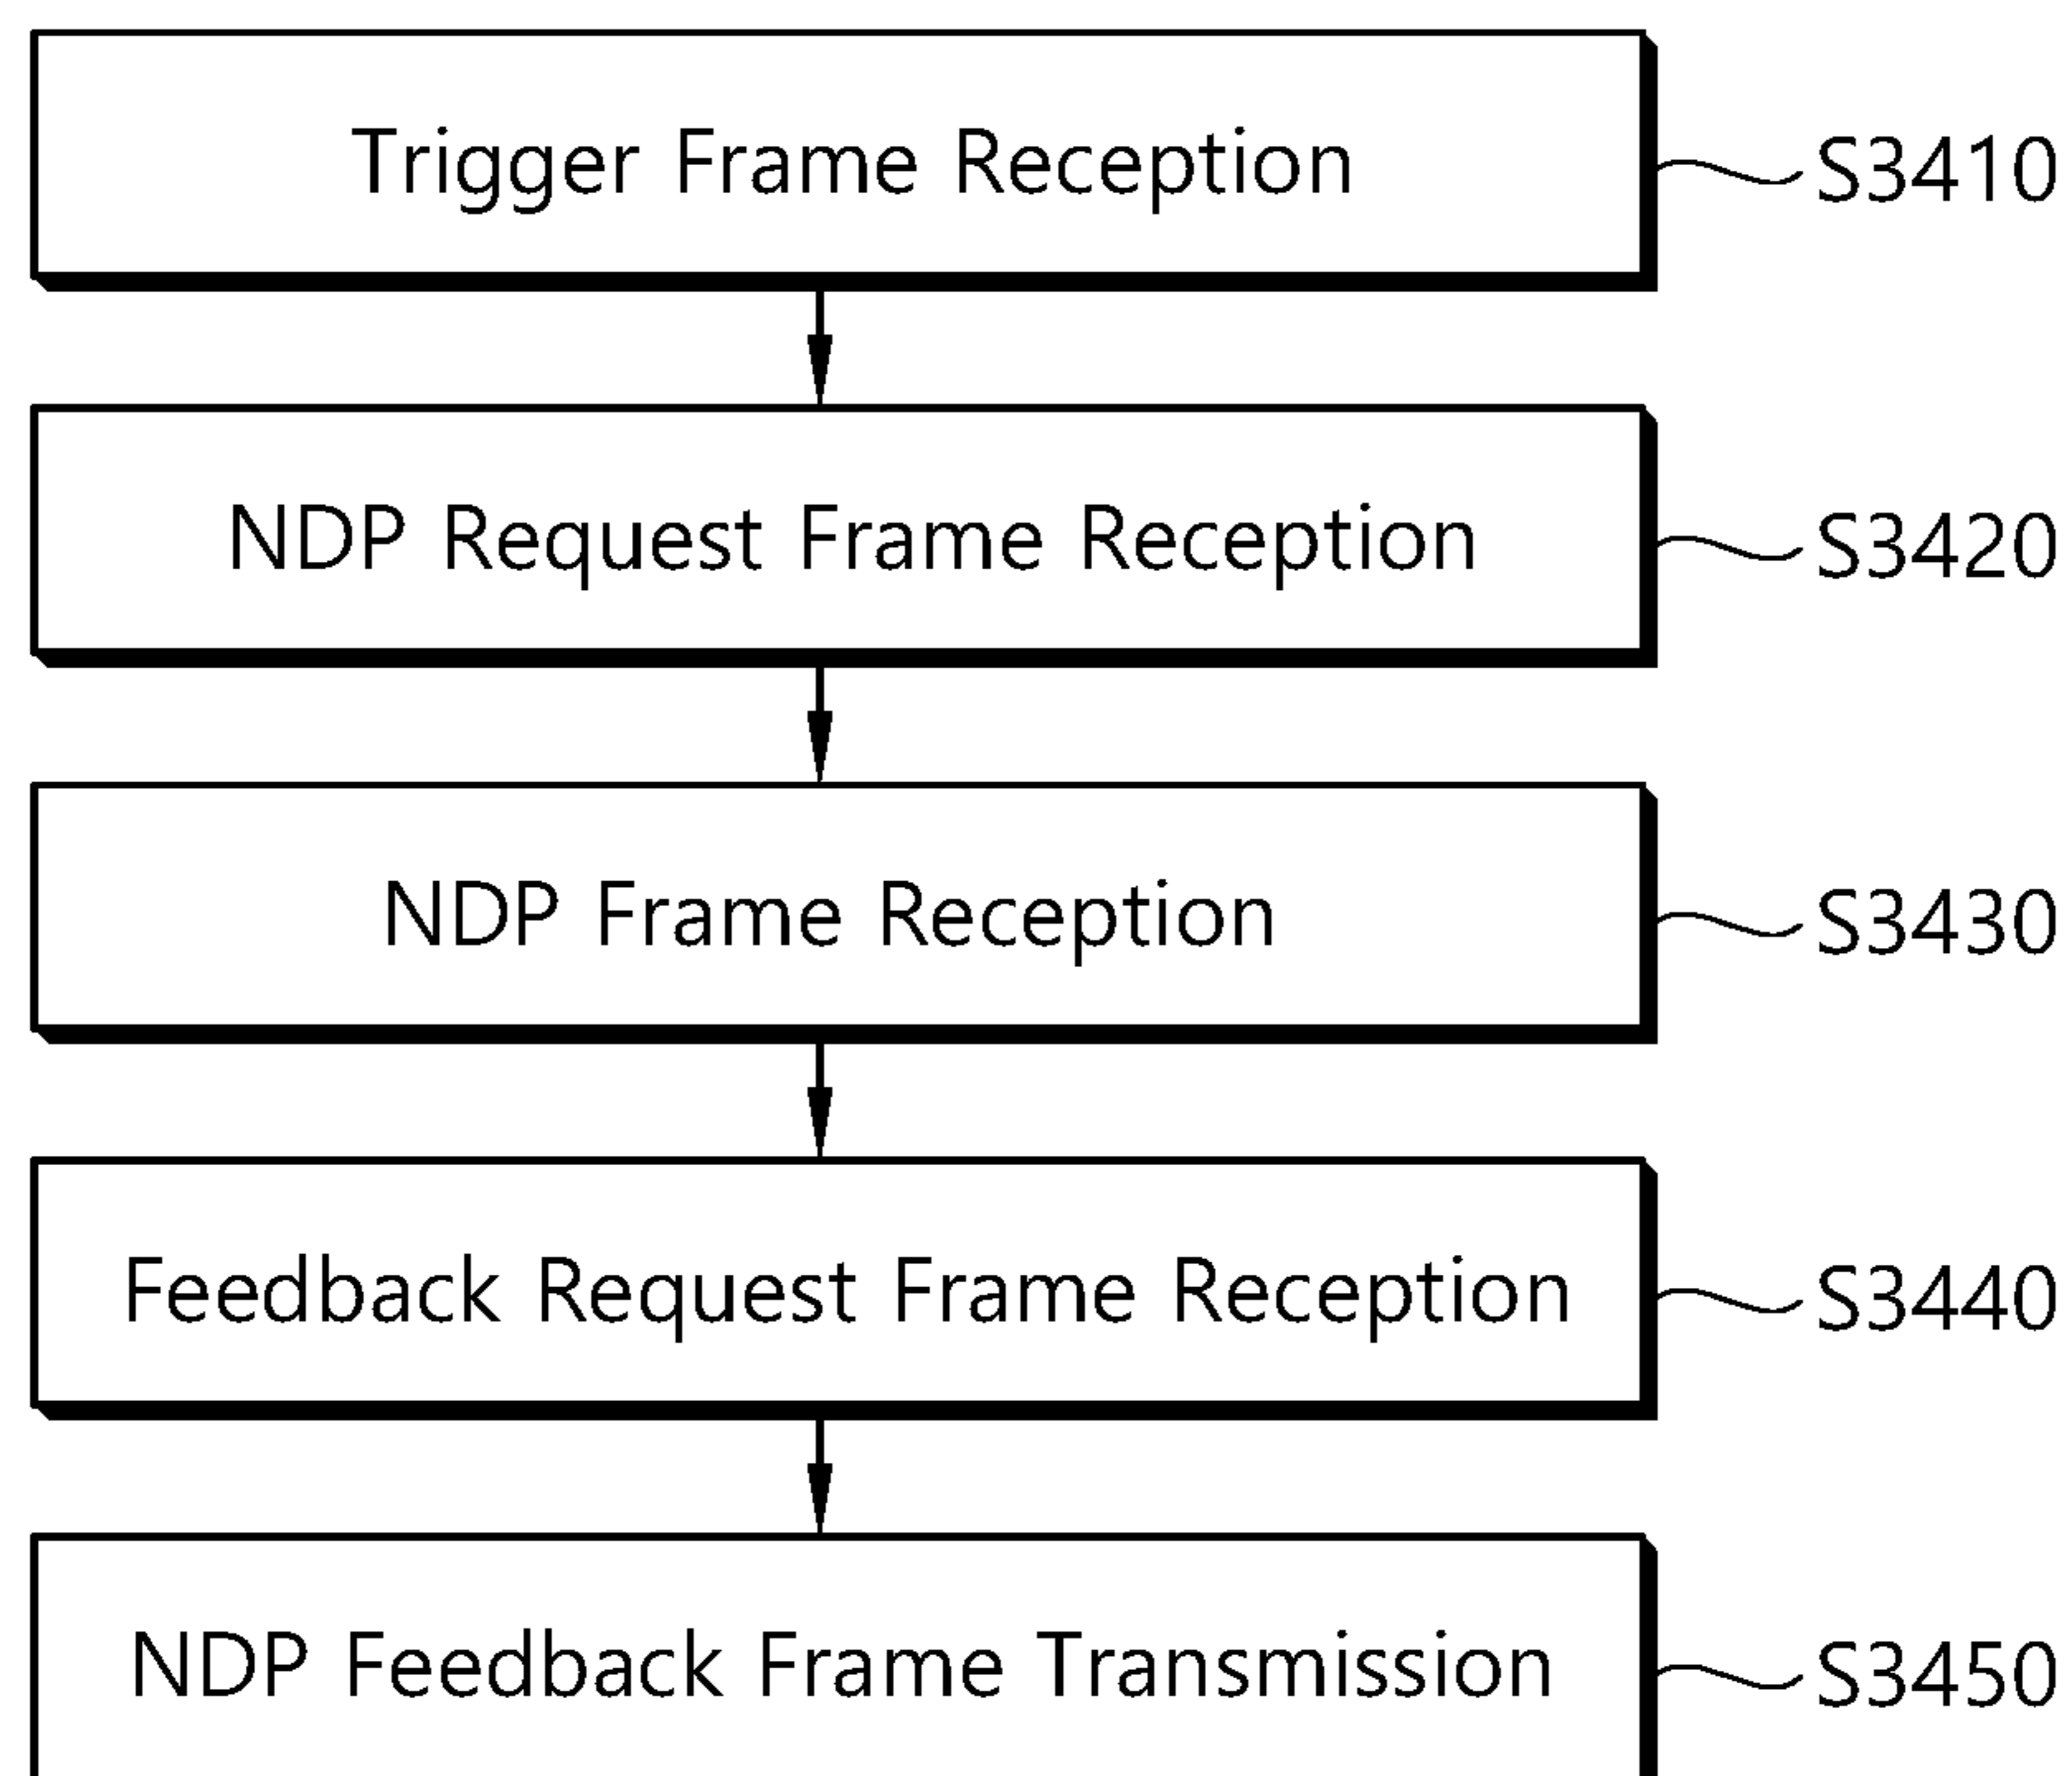 Trigger Frame Reception S3410
NDP Request Frame Reception S3420
NDP Frame Reception S3430
Feedback Request Frame Reception S3440
NDP Feedback Frame Transmission S3450